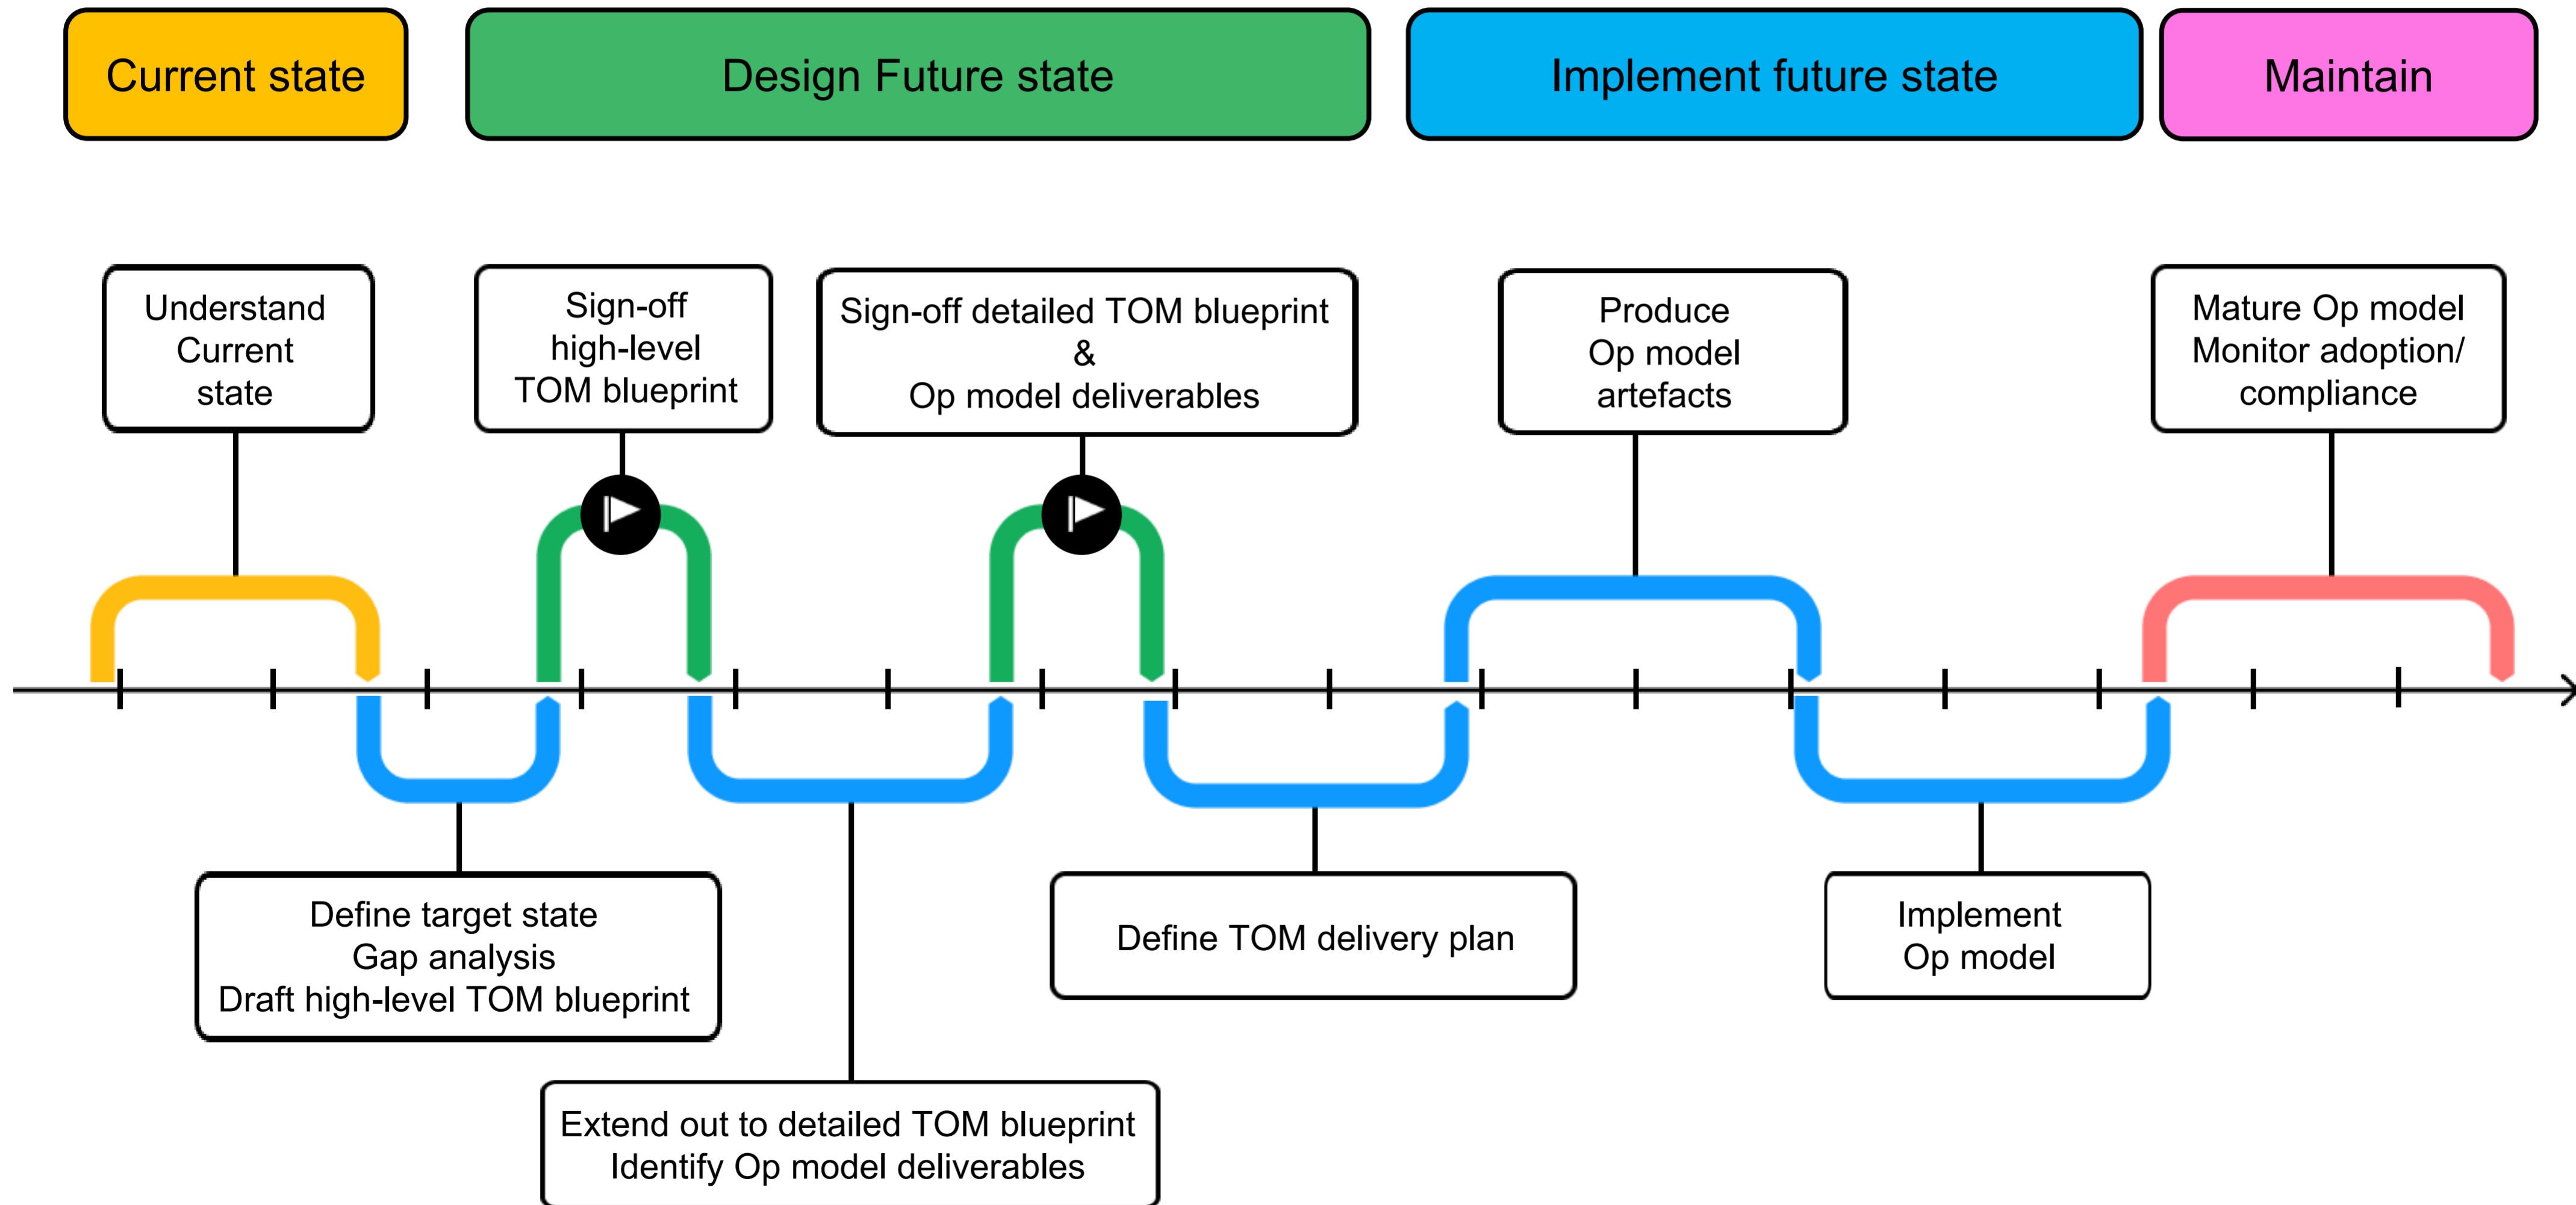 Current state
Design Future state
Implement future state
Maintain
Understand
Current
state
Sign-off
high-level
TOM blueprint
Sign-off detailed TOM blueprint
&
Op model deliverables
Produce
Op model
artefacts
Mature Op model
Monitor adoption/
compliance
Define target state
Gap analysis
Draft high-level TOM blueprint
Extend out to detailed TOM blueprint
Identify Op model deliverables
Define TOM delivery plan
Implement
Op model